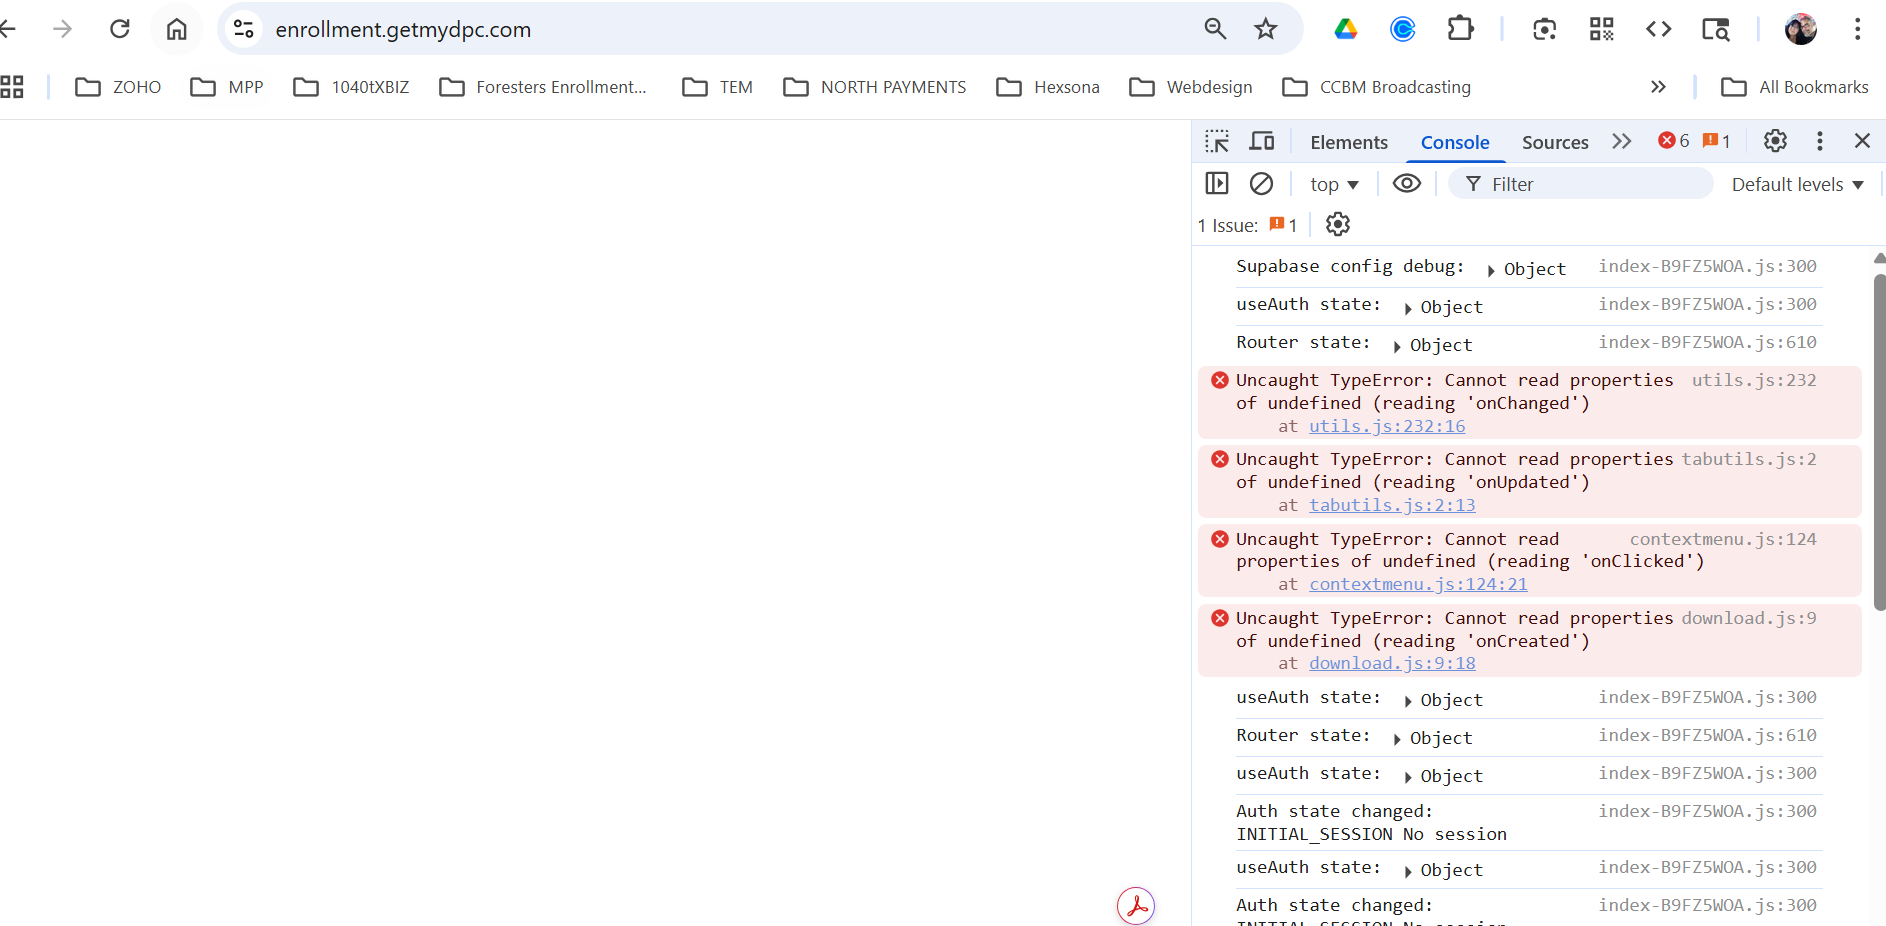 enrollment.getmydpc.com
ZOHO MPP 1040tXBIZ Foresters Enrollment... TEM NORTH PAYMENTS Hexsona Webdesign CCBM Broadcasting » All Bookmarks
Elements Console Sources 6 1
top Filter Default levels
1 Issue: 1
Supabase config debug: Object index-B9FZ5WOA.js:300
useAuth state: Object index-B9FZ5WOA.js:300
Router state: Object index-B9FZ5WOA.js:610
Uncaught TypeError: Cannot read properties utils.js:232
of undefined (reading 'onChanged')
at utils.js:232:16
Uncaught TypeError: Cannot read properties tabutils.js:2
of undefined (reading 'onUpdated')
at tabutils.js:2:13
Uncaught TypeError: Cannot read contextmenu.js:124
properties of undefined (reading 'onClicked')
at contextmenu.js:124:21
Uncaught TypeError: Cannot read properties download.js:9
of undefined (reading 'onCreated')
at download.js:9:18
useAuth state: Object index-B9FZ5WOA.js:300
Router state: Object index-B9FZ5WOA.js:610
useAuth state: Object index-B9FZ5WOA.js:300
Auth state changed: index-B9FZ5WOA.js:300
INITIAL_SESSION No session
useAuth state: Object index-B9FZ5WOA.js:300
Auth state changed: index-B9FZ5WOA.js:300
INITIAL_SESSION No session